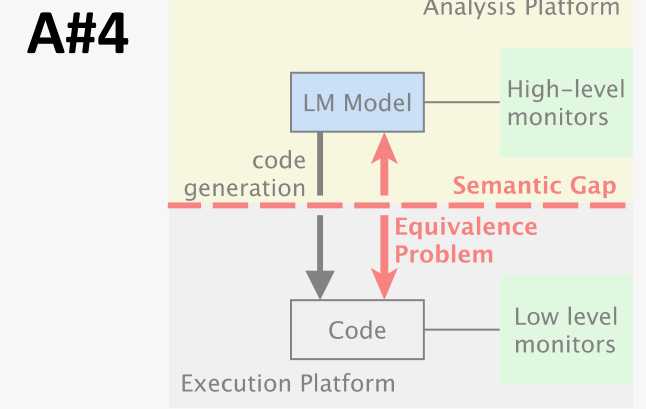 Analysis Platform
A#4
LM Model
High-level
monitors
code
generation
Semantic Gap
Equivalence
Problem
Code
Low level
monitors
Execution Platform